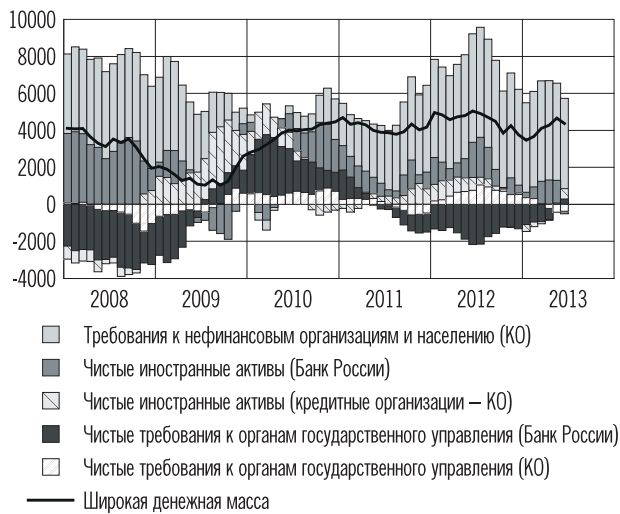 10000
8000
6000
4000
2000
0
-2000
-4000
2008 2009 2010 2011 2012 2013
Требования к нефинансовым организациям и населению (КО)
Чистые иностранные активы (Банк России)
Чистые иностранные активы (кредитные организации – КО)
Чистые требования к органам государственного управления (Банк России)
Чистые требования к органам государственного управления (КО)
Широкая денежная масса